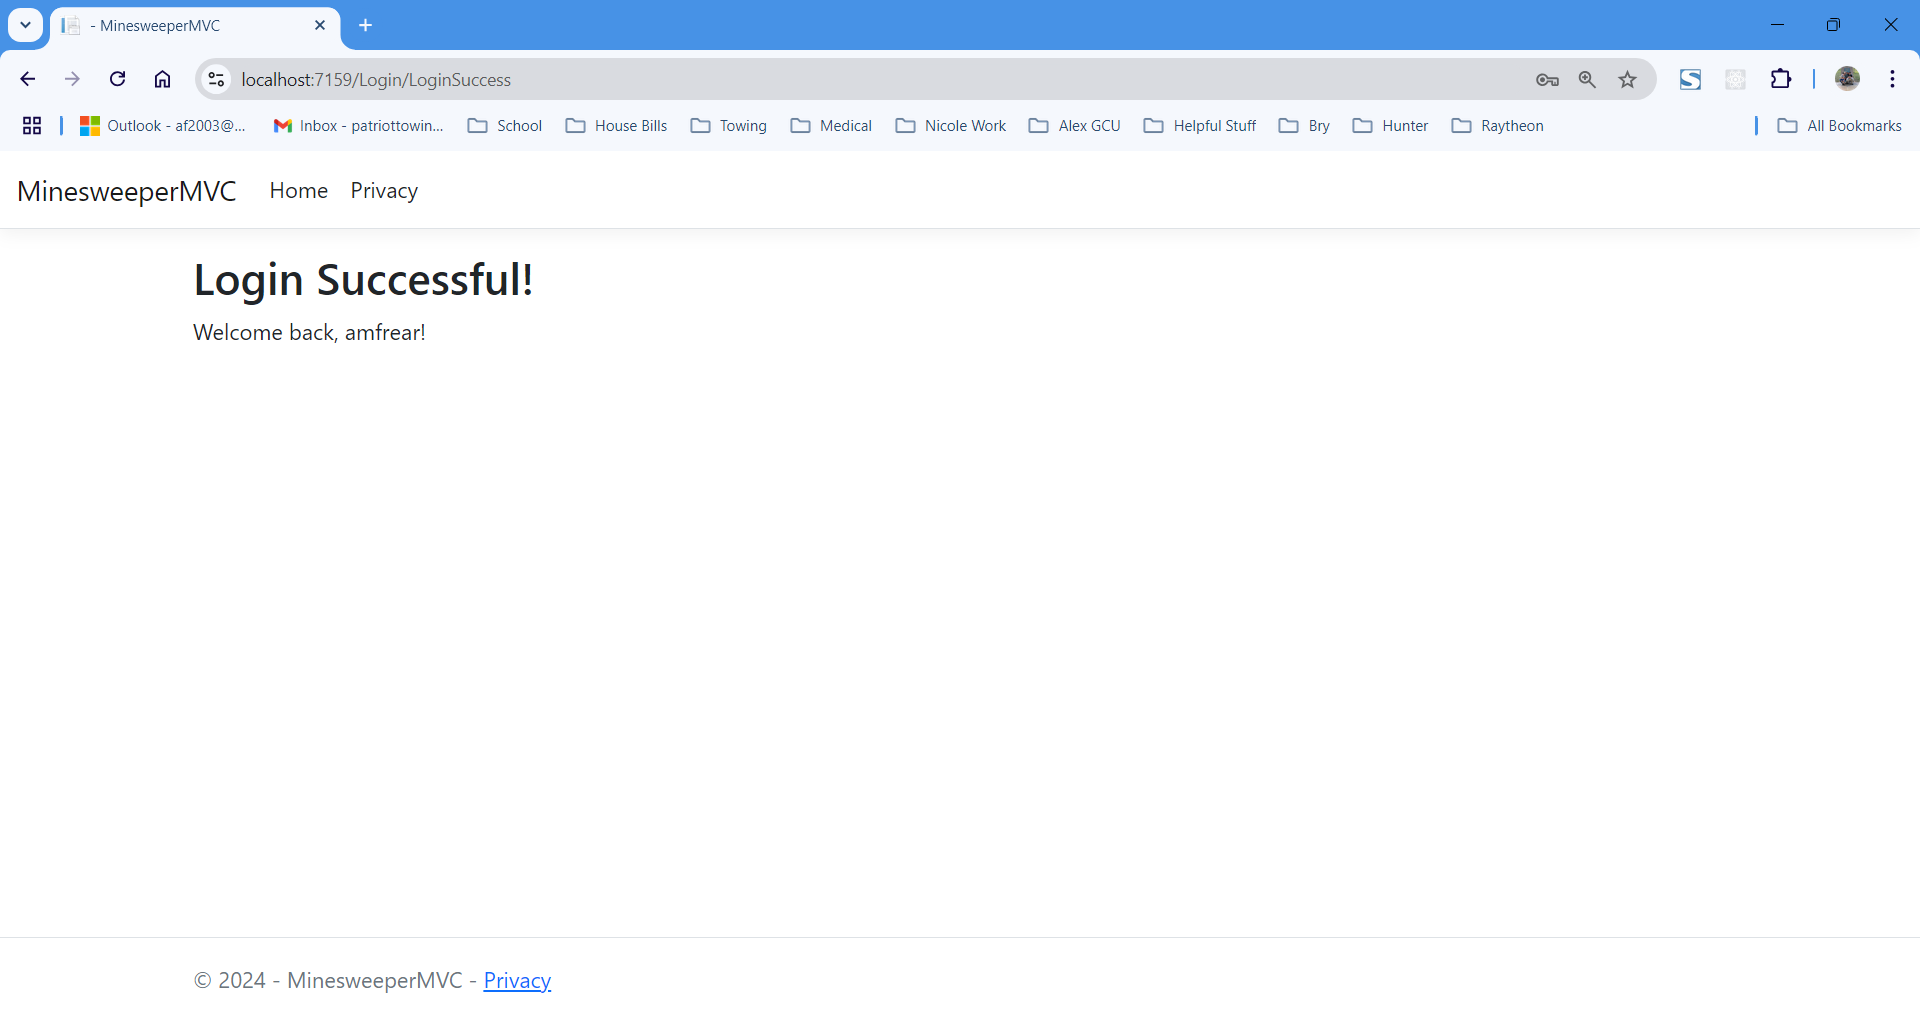 - MinesweeperMVC
localhost:7159/Login/LoginSuccess
Outlook - af2003@... Inbox - patriottowin... School House Bills Towing Medical Nicole Work Alex GCU Helpful Stuff Bry Hunter Raytheon All Bookmarks
MinesweeperMVC Home Privacy
Login Successful!
Welcome back, amfrear!
© 2024 - MinesweeperMVC - Privacy